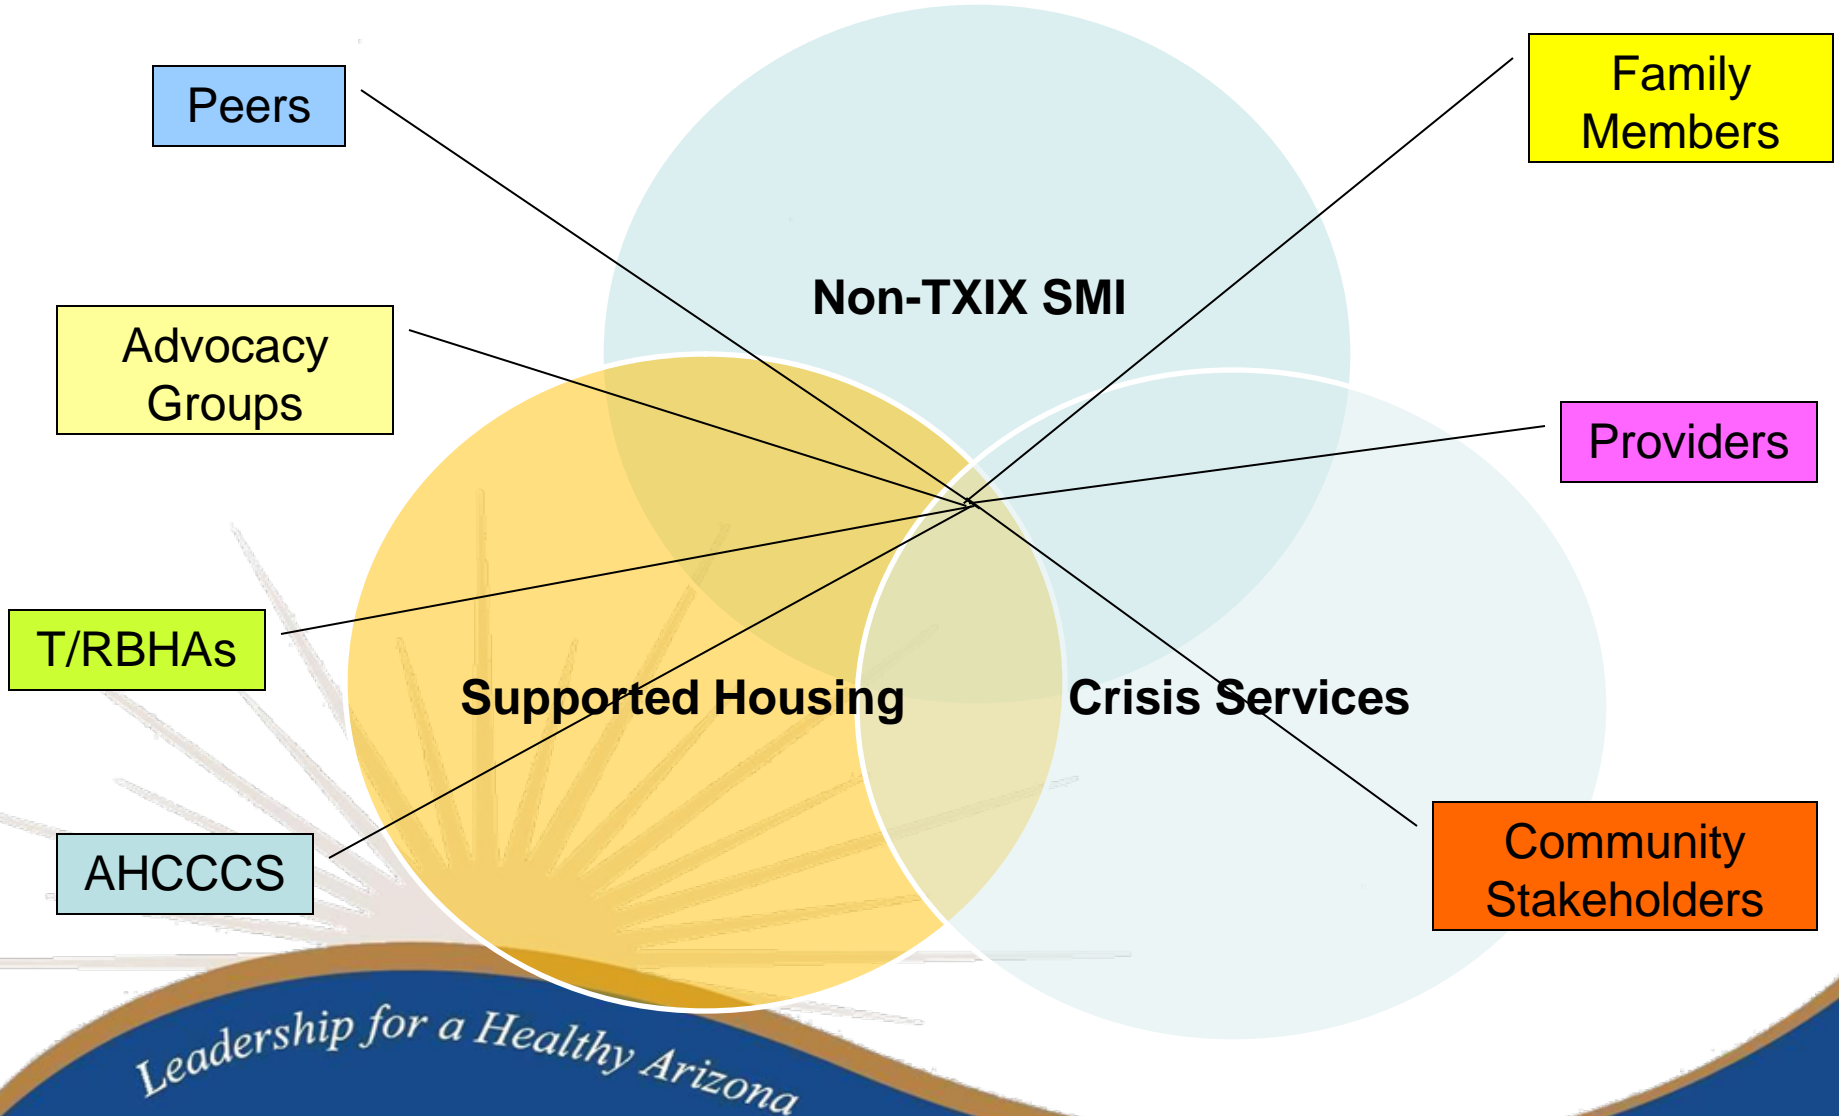 Peers
Family
Members
Non-TXIX SMI
Advocacy
Groups
Providers
T/RBHAs
Supported Housing
Crisis Services
AHCCCS
Community
Stakeholders
Leadership for a Healthy Arizona